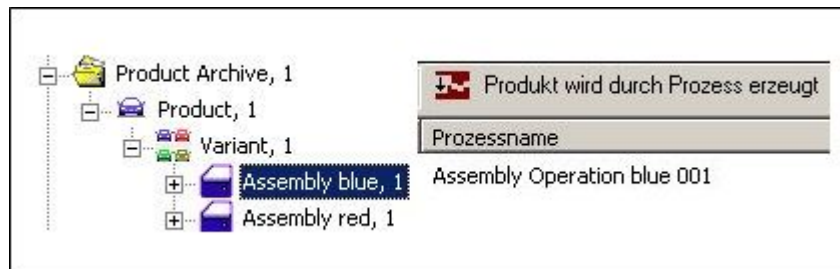 Product Archive, 1
Product, 1
Variant, 1
Assembly blue, 1
Assembly red, 1
Produkt wird durch Prozess erzeugt
Prozessname
Assembly Operation blue 001